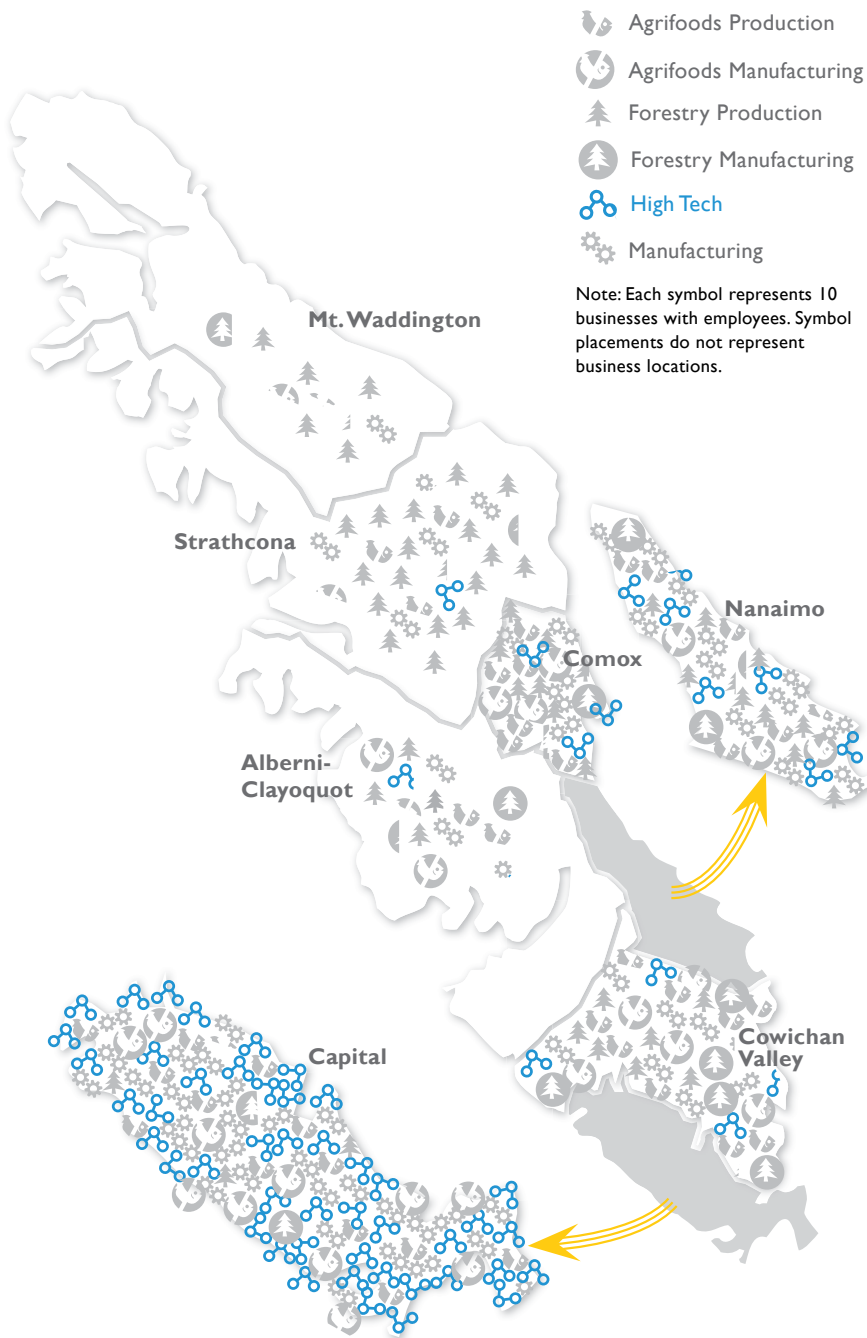 Agrifoods Production
Agrifoods Manufacturing
Forestry Production
Forestry Manufacturing
High Tech
Manufacturing
Note: Each symbol represents 10
businesses with employees. Symbol
placements do not represent
business locations.
Mt. Waddington
Strathcona
Nanaimo
Comox
Alberni-
Clayoquot
Capital
Cowichan
Valley